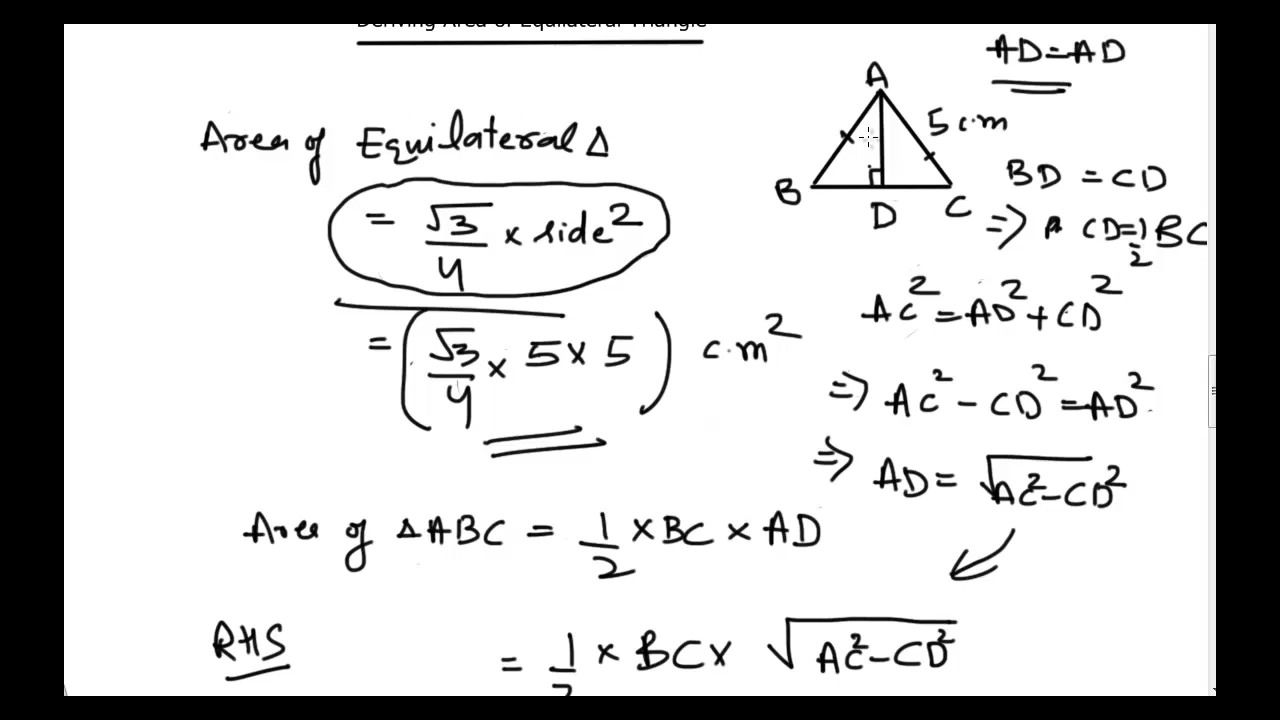 Deriving Area of Equilateral Triangle
AD=AD
A
5 c.m
B
D
C
Area of Equilateral Δ
= √3/4 × side²
= (√3/4 × 5 × 5) c.m²
BD = CD
=> CD=1/2 BC
AC² = AD² + CD²
=> AC² - CD² = AD²
=> AD = √AC²-CD²
Area of ΔABC = 1/2 × BC × AD
RHS
= 1/2 × BC × √AC²-CD²